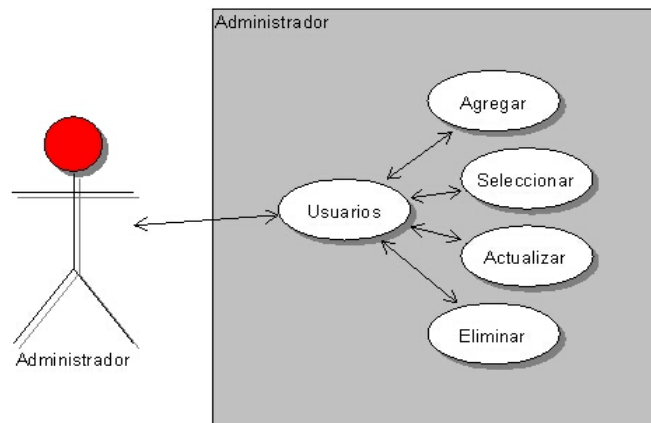 Administrador
Agregar
Seleccionar
Usuarios
Actualizar
Eliminar
Administrador